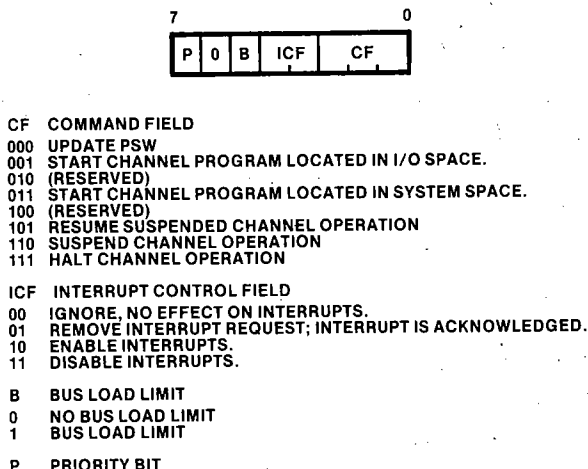 7 0
P 0 B ICF CF
CF COMMAND FIELD
000 UPDATE PSW
001 START CHANNEL PROGRAM LOCATED IN I/O SPACE.
010 (RESERVED)
011 START CHANNEL PROGRAM LOCATED IN SYSTEM SPACE.
100 (RESERVED)
101 RESUME SUSPENDED CHANNEL OPERATION
110 SUSPEND CHANNEL OPERATION
111 HALT CHANNEL OPERATION
ICF INTERRUPT CONTROL FIELD
00 IGNORE, NO EFFECT ON INTERRUPTS.
01 REMOVE INTERRUPT REQUEST; INTERRUPT IS ACKNOWLEDGED.
10 ENABLE INTERRUPTS.
11 DISABLE INTERRUPTS.
B BUS LOAD LIMIT
0 NO BUS LOAD LIMIT
1 BUS LOAD LIMIT
P PRIORITY BIT